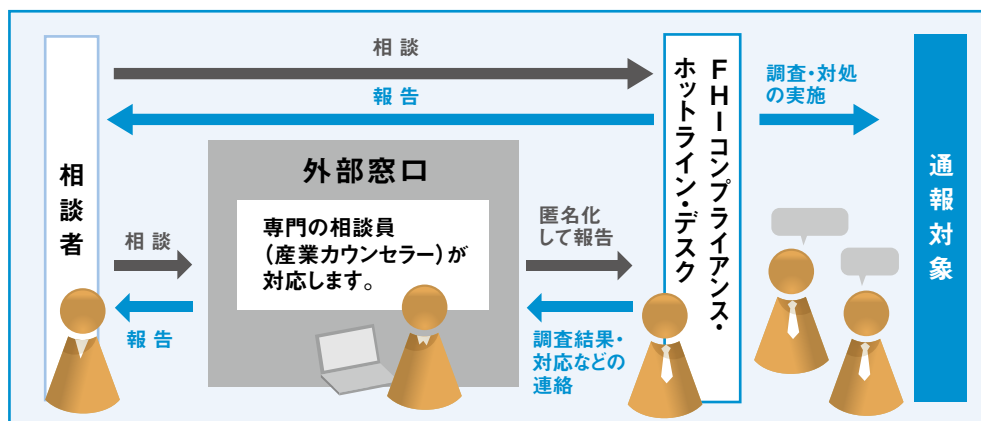 相談
報告
相談者
外部窓口
専門の相談員
（産業カウンセラー）が
対応します。
相談
報告
匿名化
して報告
調査結果・
対応などの
連絡
FHIコンプライアンス・
ホットライン・デスク
調査・対処
の実施
通報対象